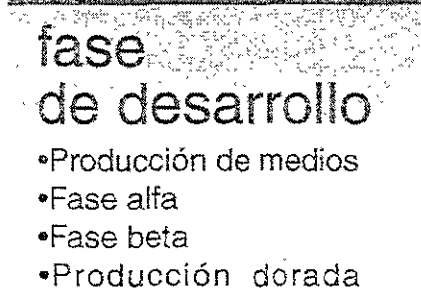 fase
de desarrollo
•Producción de medios
•Fase alfa
•Fase beta
•Producción dorada